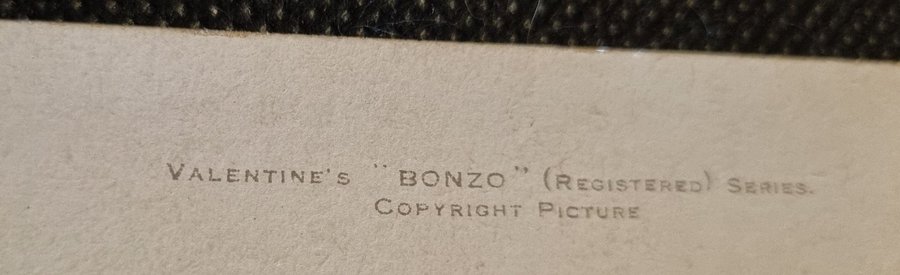 VALENTINE'S "BONZO" (REGISTERED) SERIES.
COPYRIGHT PICTURE